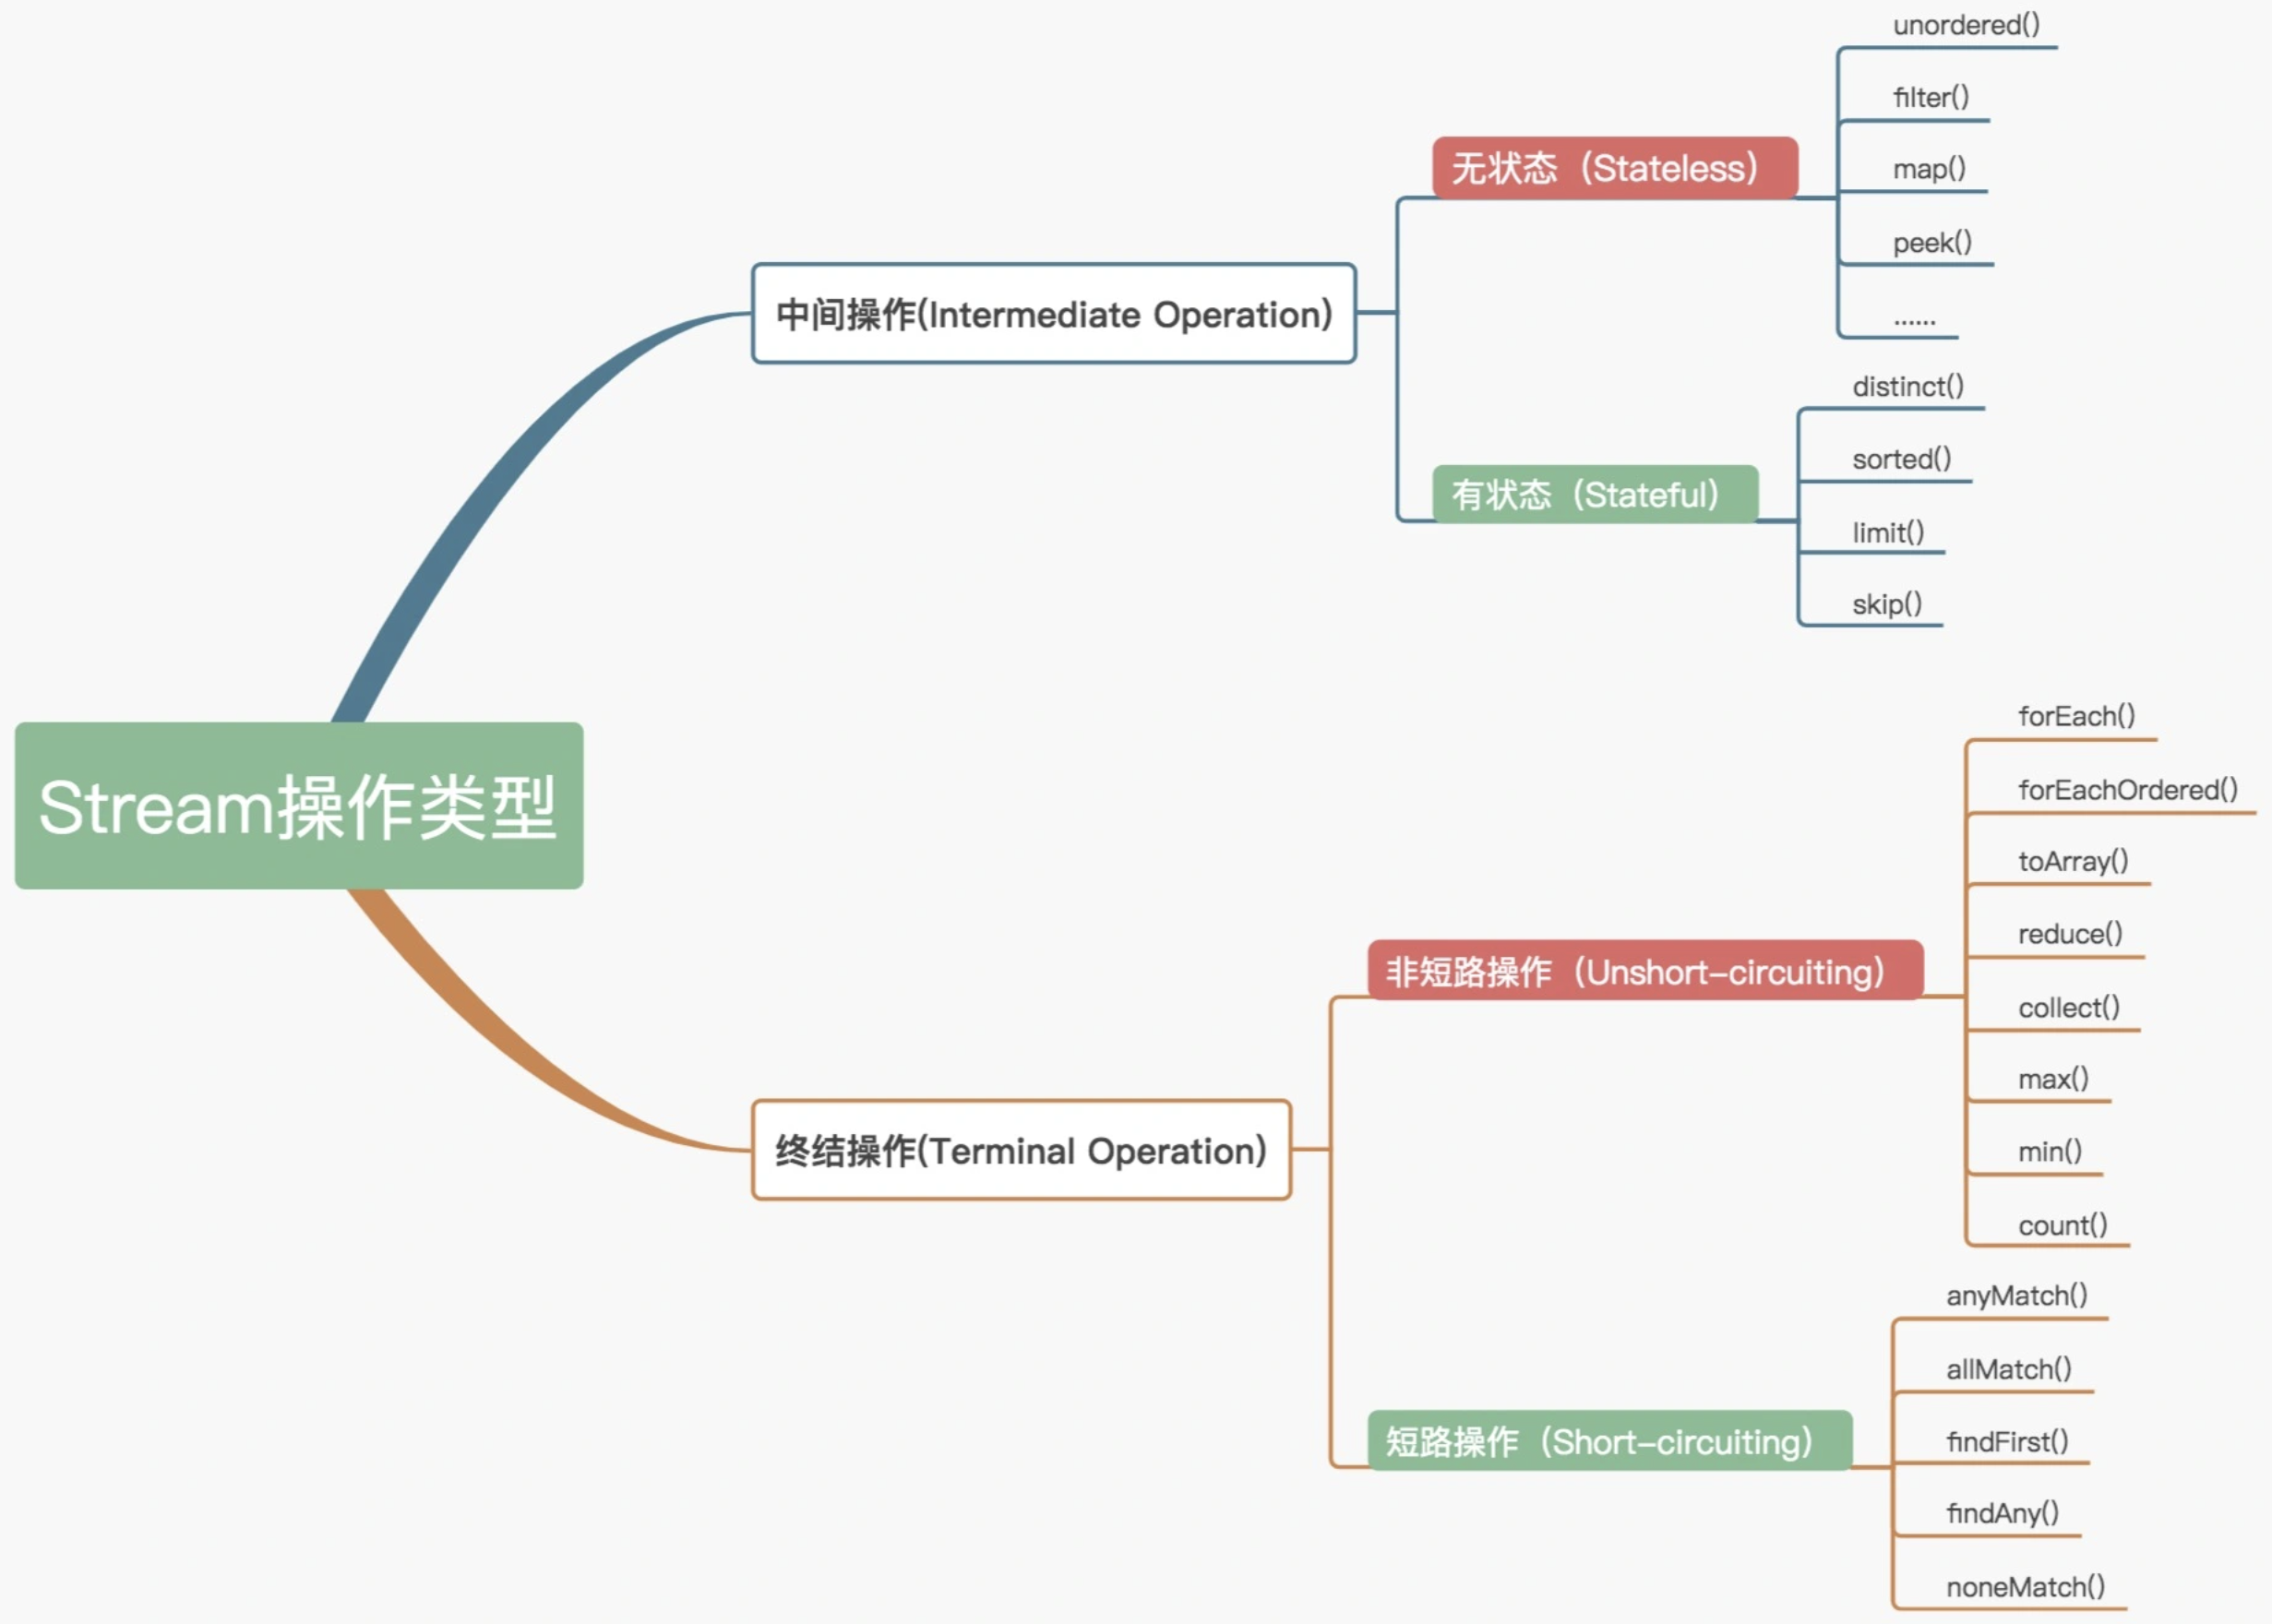 Stream操作类型
中间操作(Intermediate Operation)
无状态（Stateless）
unordered()
filter()
map()
peek()
……
有状态（Stateful）
distinct()
sorted()
limit()
skip()
终结操作(Terminal Operation)
非短路操作（Unshort-circuiting）
forEach()
forEachOrdered()
toArray()
reduce()
collect()
max()
min()
count()
短路操作（Short-circuiting）
anyMatch()
allMatch()
findFirst()
findAny()
noneMatch()